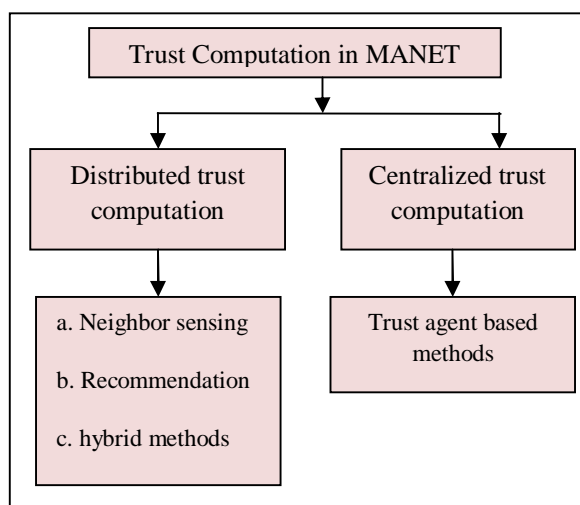 Trust Computation in MANET
Distributed trust
computation
Centralized trust
computation
a. Neighbor sensing
b. Recommendation
c. hybrid methods
Trust agent based
methods